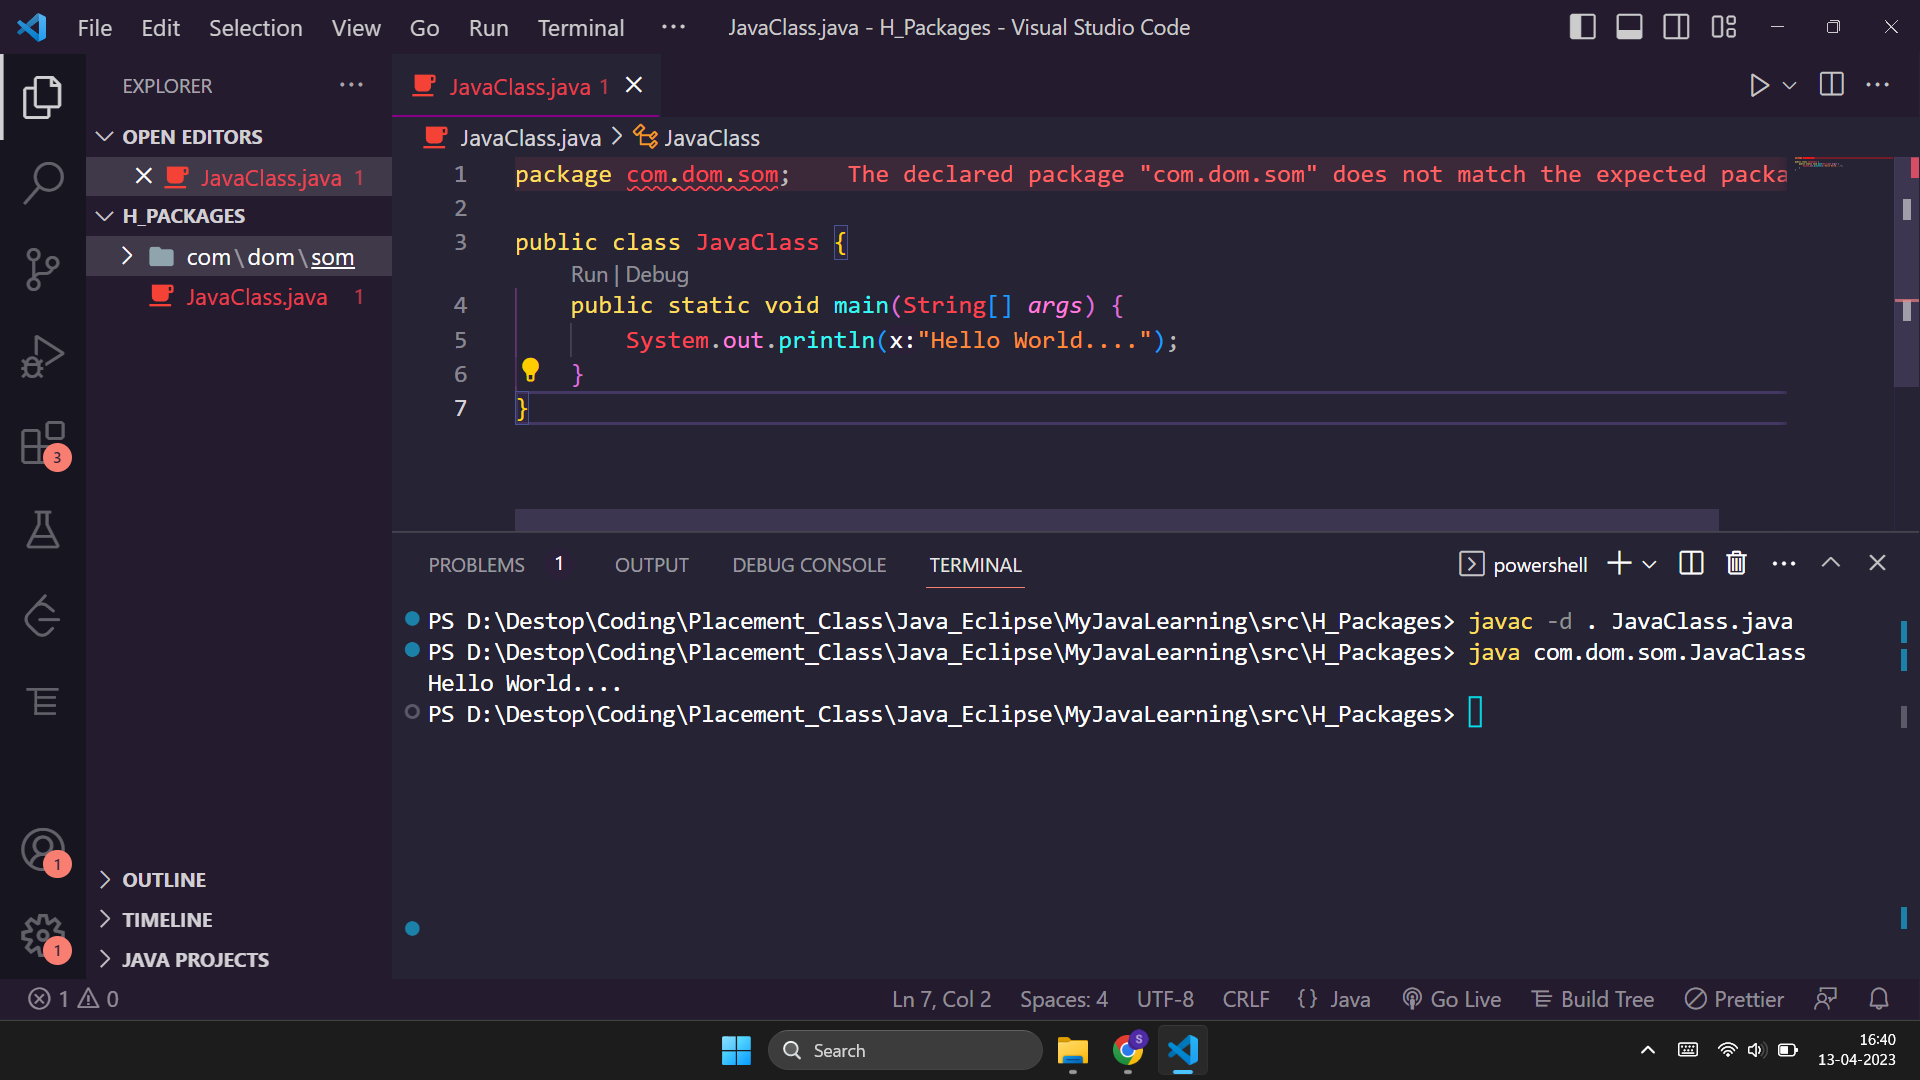 File Edit Selection View Go Run Terminal ··· JavaClass.java - H_Packages - Visual Studio Code
EXPLORER ···
JavaClass.java 1
OPEN EDITORS
JavaClass.java > JavaClass
JavaClass.java 1
H_PACKAGES
com\dom\som
JavaClass.java 1
1 package com.dom.som; The declared package "com.dom.som" does not match the expected packa
2
3 public class JavaClass {
Run | Debug
4 public static void main(String[] args) {
5 System.out.println(x:"Hello World....");
6 }
7 }
3
PROBLEMS 1 OUTPUT DEBUG CONSOLE TERMINAL powershell
PS D:\Destop\Coding\Placement_Class\Java_Eclipse\MyJavaLearning\src\H_Packages> javac -d . JavaClass.java
PS D:\Destop\Coding\Placement_Class\Java_Eclipse\MyJavaLearning\src\H_Packages> java com.dom.som.JavaClass
Hello World....
PS D:\Destop\Coding\Placement_Class\Java_Eclipse\MyJavaLearning\src\H_Packages>
1
OUTLINE
TIMELINE
1
JAVA PROJECTS
1 0 Ln 7, Col 2 Spaces: 4 UTF-8 CRLF {} Java Go Live Build Tree Prettier
Search
S
16:40
13-04-2023